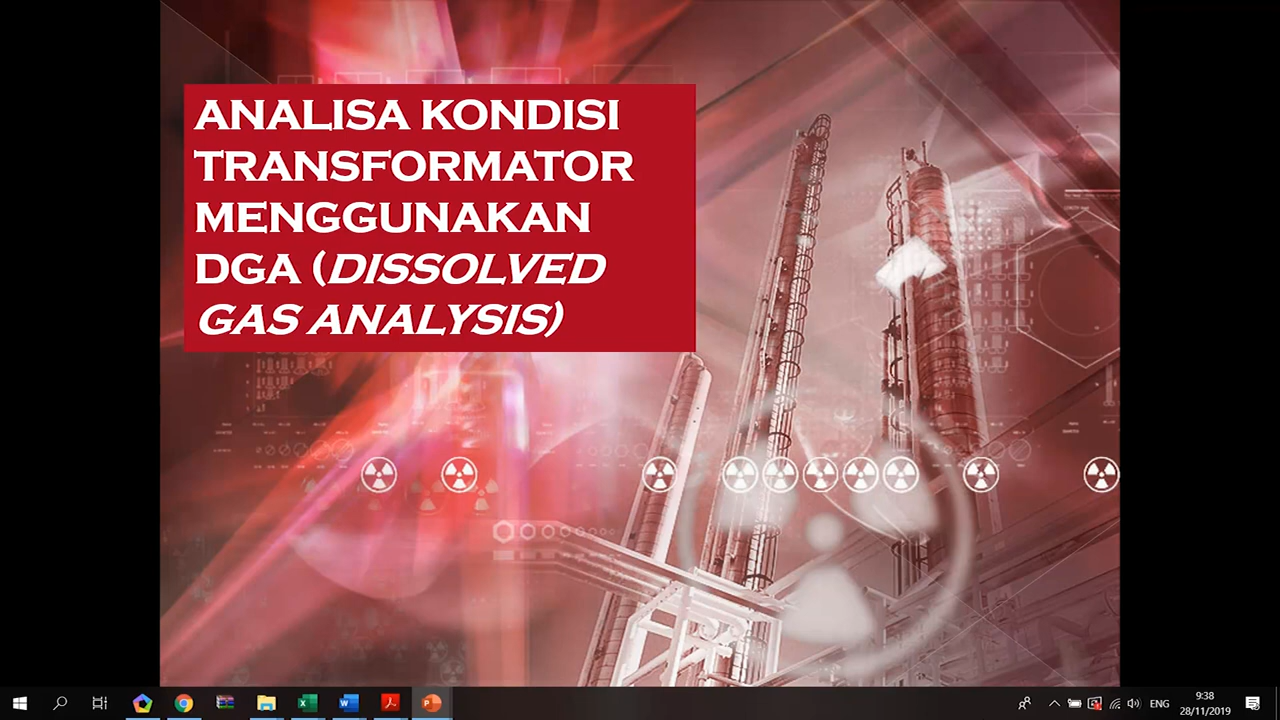 ANALISA KONDISI
TRANSFORMATOR
MENGGUNAKAN
DGA (DISSOLVED
GAS ANALYSIS)
ENG
9:38
28/11/2019